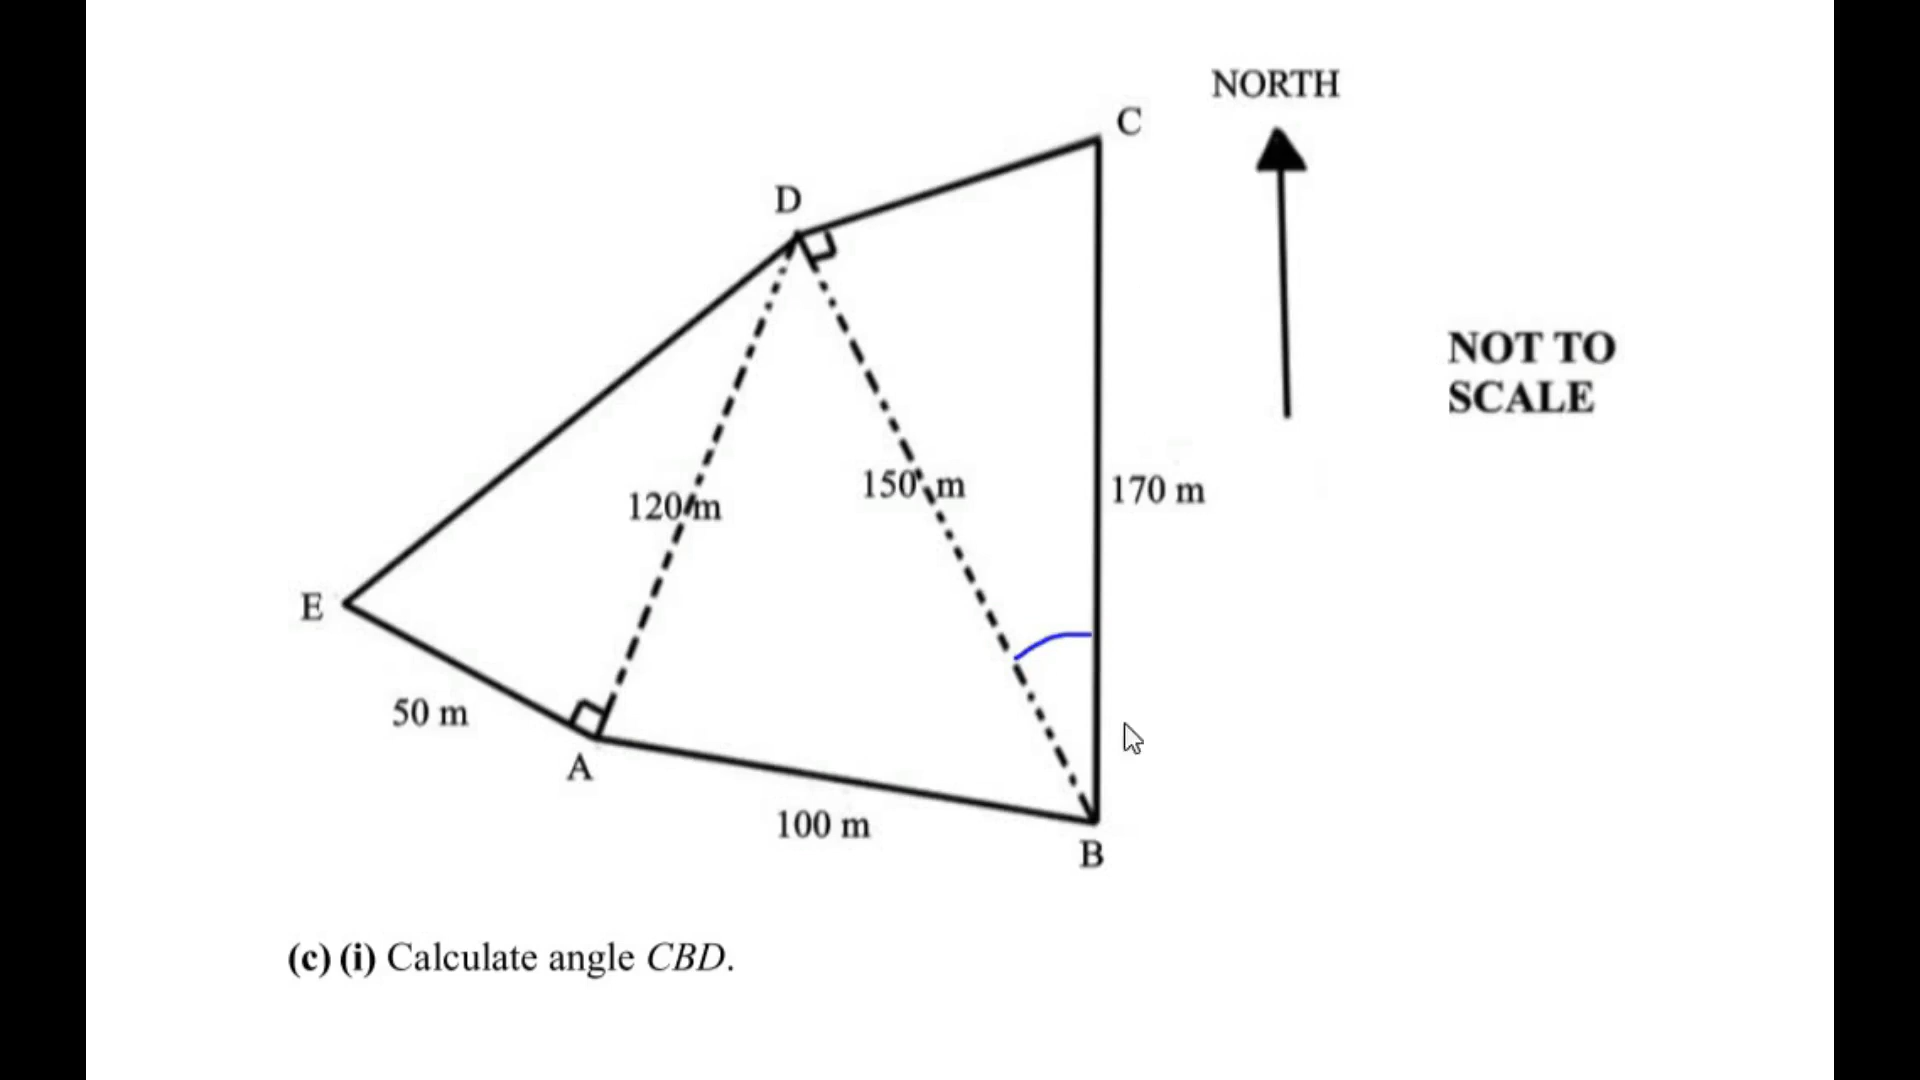 NORTH
C
D
NOT TO
SCALE
150 m
170 m
120 m
E
50 m
A
100 m
B
(c) (i) Calculate angle CBD.